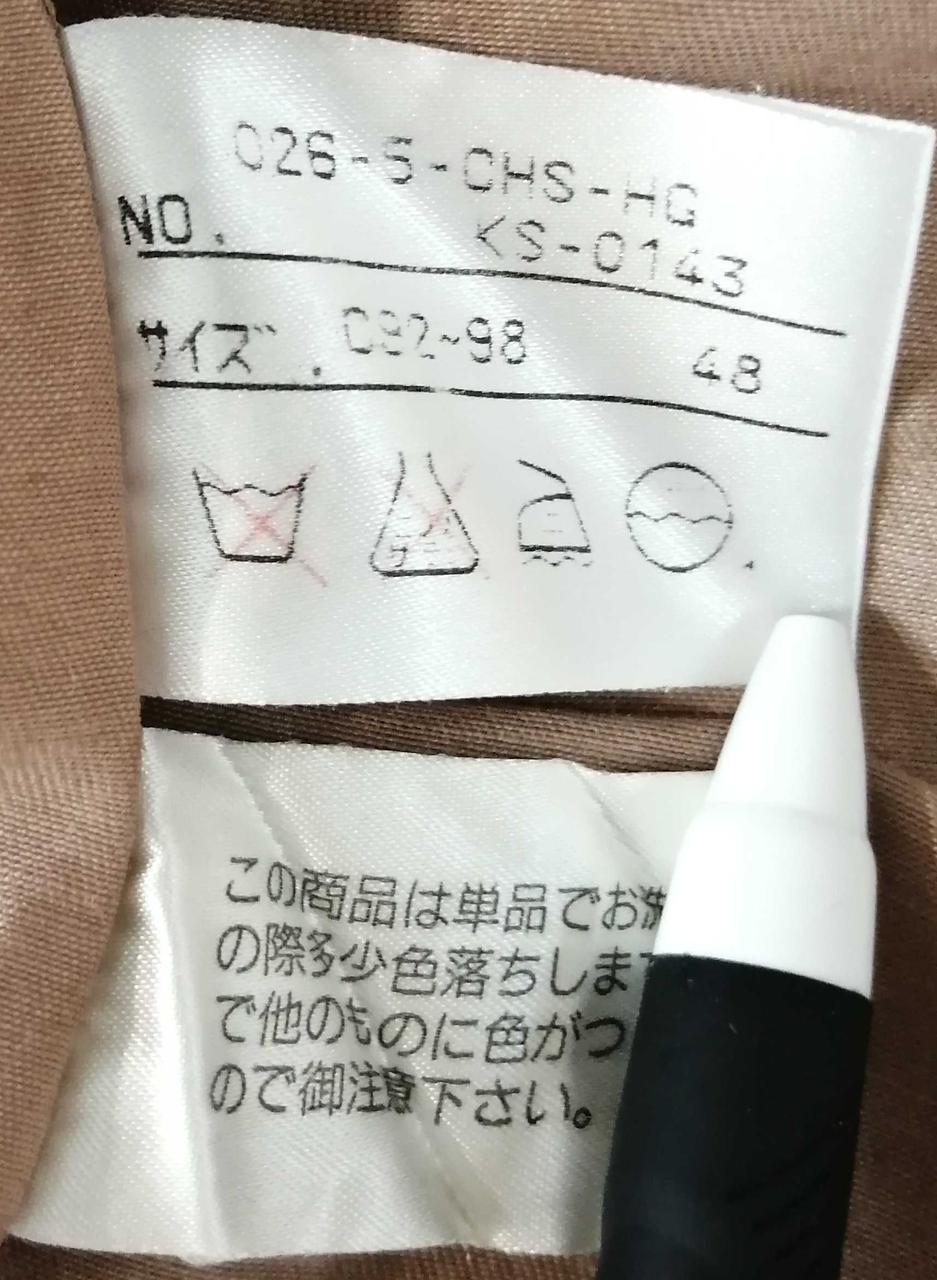 026-5-CHS-HG
NO. KS-0143
サイズ. 092~98 48
この商品は単品でお洗
の際多少色落ちしま
で他のものに色がつ
ので御注意下さい。